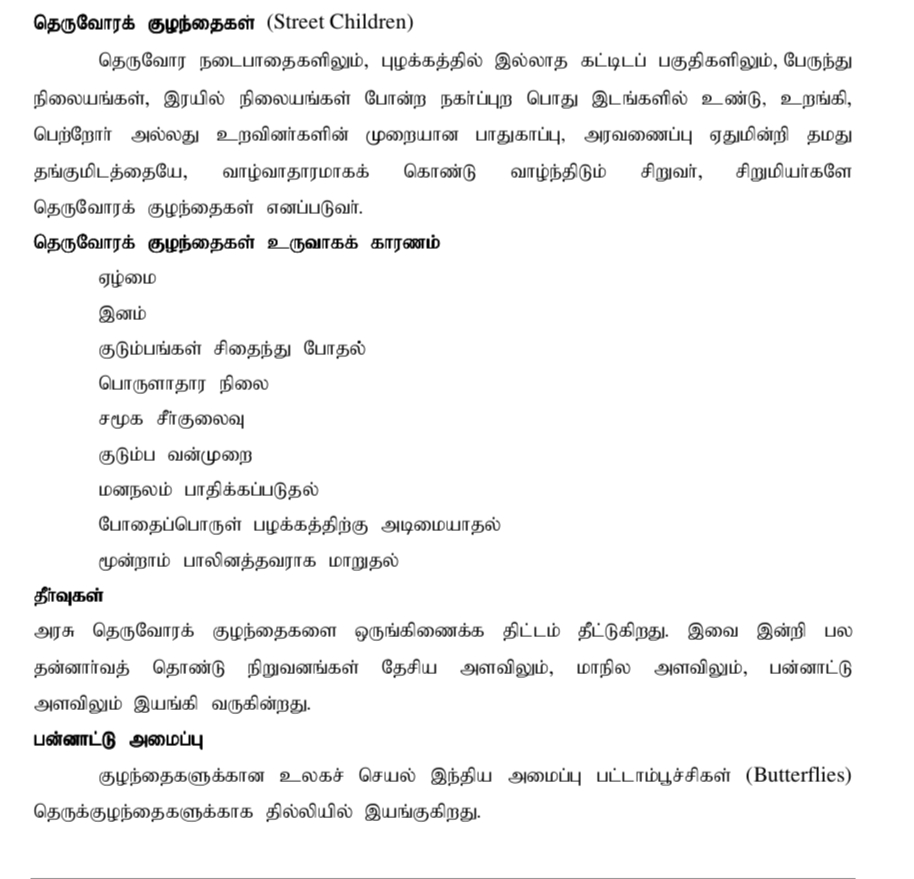 தெருவோரக் குழந்தைகள் (Street Children)
தெருவோர நடைபாதைகளிலும், புழக்கத்தில் இல்லாத கட்டிடப் பகுதிகளிலும், பேருந்து
நிலையங்கள், இரயில் நிலையங்கள் போன்ற நகர்ப்புற பொது இடங்களில் உண்டு, உறங்கி,
பெற்றோர் அல்லது உறவினர்களின் முறையான பாதுகாப்பு, அரவணைப்பு ஏதுமின்றி தமது
தங்குமிடத்தையே, வாழ்வாதாரமாகக் கொண்டு வாழ்ந்திடும் சிறுவர், சிறுமியர்களே
தெருவோரக் குழந்தைகள் எனப்படுவர்.
தெருவோரக் குழந்தைகள் உருவாகக் காரணம்
ஏழ்மை
இனம்
குடும்பங்கள் சிதைந்து போதல்
பொருளாதார நிலை
சமூக சீர்குலைவு
குடும்ப வன்முறை
மனநலம் பாதிக்கப்படுதல்
போதைப்பொருள் பழக்கத்திற்கு அடிமையாதல்
மூன்றாம் பாலினத்தவராக மாறுதல்
தீர்வுகள்
அரசு தெருவோரக் குழந்தைகளை ஒருங்கிணைக்க திட்டம் தீட்டுகிறது. இவை இன்றி பல
தன்னார்வத் தொண்டு நிறுவனங்கள் தேசிய அளவிலும், மாநில அளவிலும், பன்னாட்டு
அளவிலும் இயங்கி வருகின்றது.
பன்னாட்டு அமைப்பு
குழந்தைகளுக்கான உலகச் செயல் இந்திய அமைப்பு பட்டாம்பூச்சிகள் (Butterflies)
தெருக்குழந்தைகளுக்காக தில்லியில் இயங்குகிறது.